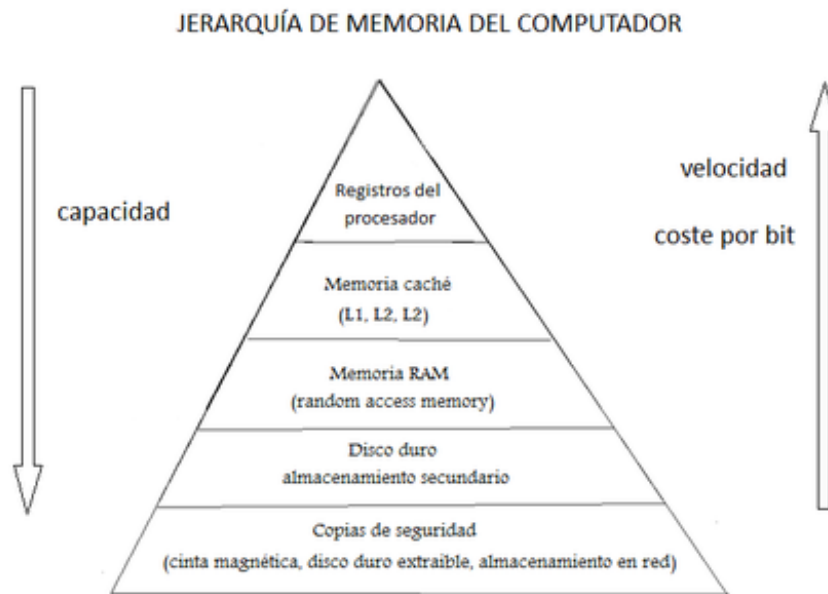 JERARQUÍA DE MEMORIA DEL COMPUTADOR
capacidad
velocidad
coste por bit
Registros del
procesador
Memoria caché
(L1, L2, L2)
Memoria RAM
(random access memory)
Disco duro
almacenamiento secundario
Copias de seguridad
(cinta magnética, disco duro extraible, almacenamiento en red)